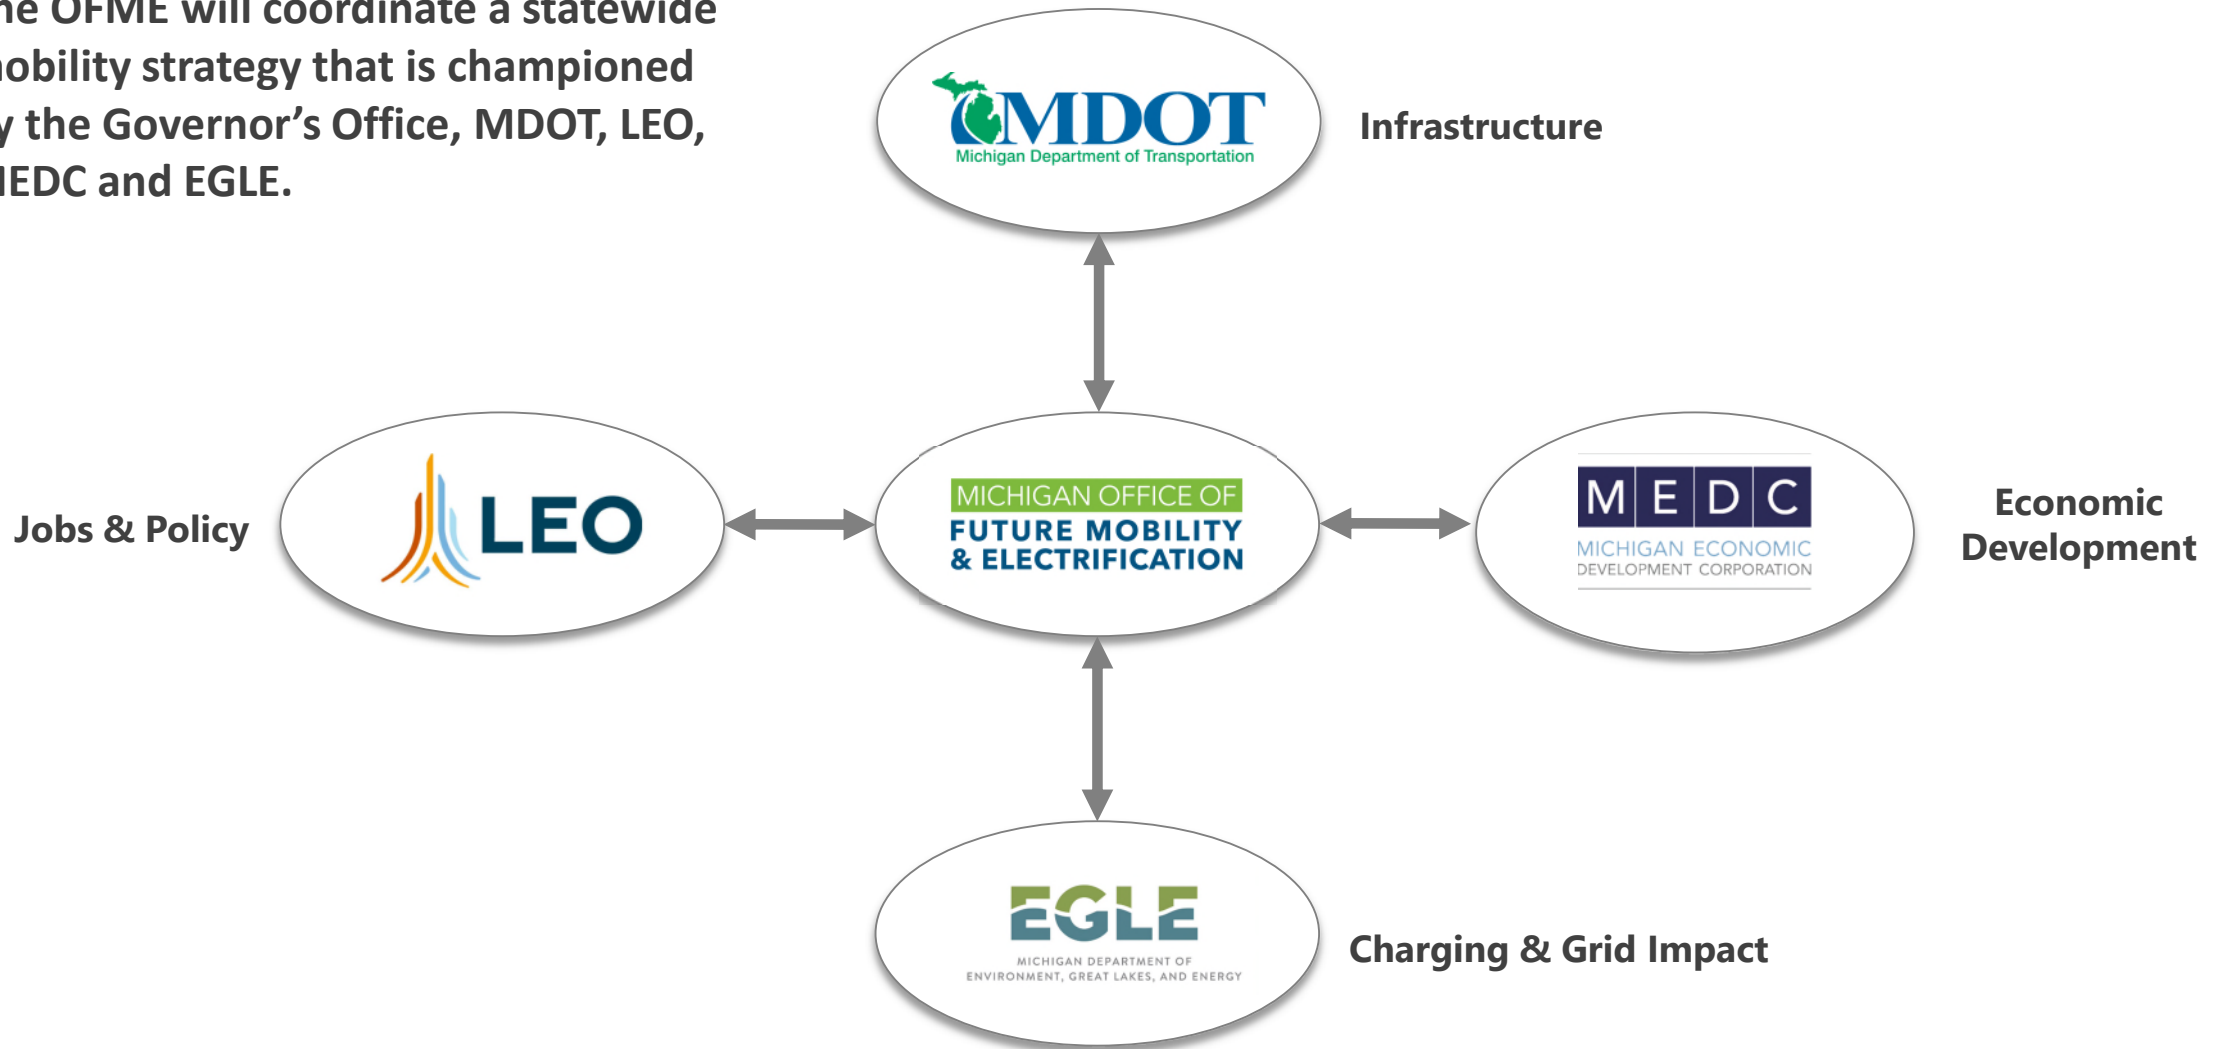 he OFME will coordinate a statewide
nobility strategy that is championed
y the Governor's Office, MDOT, LEO,
IEDC and EGLE.
MDOT
Michigan Department of Transportation
Infrastructure
Jobs & Policy
LEO
MICHIGAN OFFICE OF
FUTURE MOBILITY
& ELECTRIFICATION
MEDC
MICHIGAN ECONOMIC
DEVELOPMENT CORPORATION
Economic
Development
EGLE
MICHIGAN DEPARTMENT OF
ENVIRONMENT, GREAT LAKES, AND ENERGY
Charging & Grid Impact